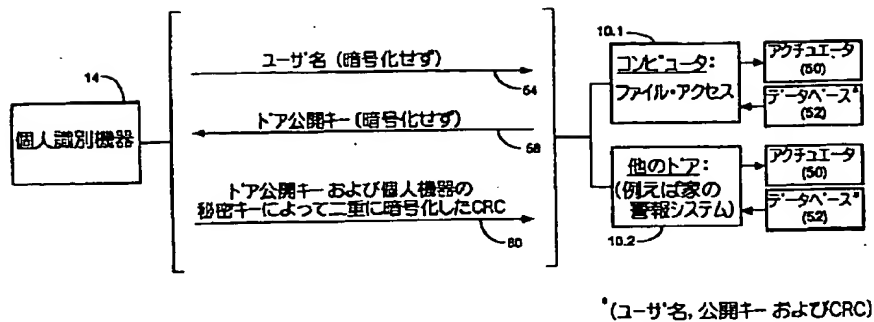 14
個人識別機器
ユーザ名 (暗号化せず)
54
ドア公開キー (暗号化せず)
58
ドア公開キーおよび個人機器の
秘密キーによって二重に暗号化したCRC
60
10.1
コンピュータ:
ファイル・アクセス
アクチュエータ
(50)
データベース*
(52)
他のドア:
(例えば家の
警報システム)
10.2
アクチュエータ
(50)
データベース*
(52)
*(ユーザ名, 公開キーおよびCRC)